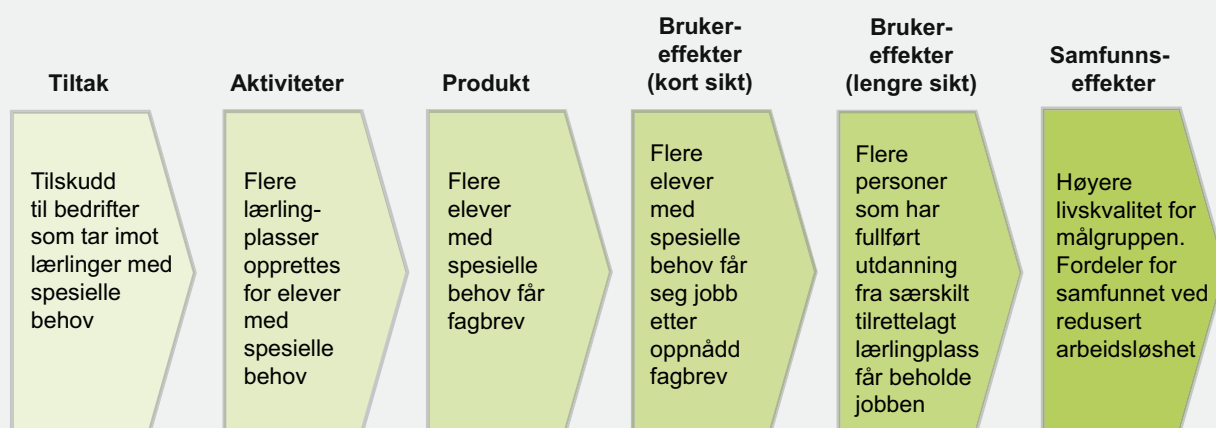 Tiltak
Tilskudd
til bedrifter
som tar imot
lærlinger med
spesielle
behov
Aktiviteter
Flere
lærling-
plasser
opprettes
for elever
med
spesielle
behov
Produkt
Flere
elever
med
spesielle
behov får
fagbrev
Bruker-
effekter
(kort sikt)
Flere
elever
med
spesielle
behov får
seg jobb
etter
oppnådd
fagbrev
Bruker-
effekter
(lengre sikt)
Flere
personer
som har
fullført
utdanning
fra særskilt
tilrettelagt
lærlingplass
får beholde
jobben
Samfunns-
effekter
Høyere
livskvalitet for
målgruppen.
Fordeler for
samfunnet ved
redusert
arbeidsløshet